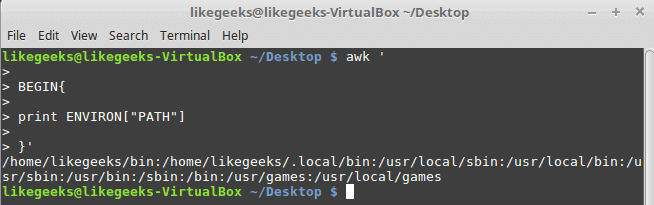 likegeeks@likegeeks-VirtualBox ~/Desktop
File Edit View Search Terminal Help
likegeeks@likegeeks-VirtualBox ~/Desktop $ awk '
>
> BEGIN{
>
> print ENVIRON["PATH"]
>
> }'
/home/likegeeks/bin:/home/likegeeks/.local/bin:/usr/local/sbin:/usr/local/bin:/u
sr/sbin:/usr/bin:/sbin:/bin:/usr/games:/usr/local/games
likegeeks@likegeeks-VirtualBox ~/Desktop $